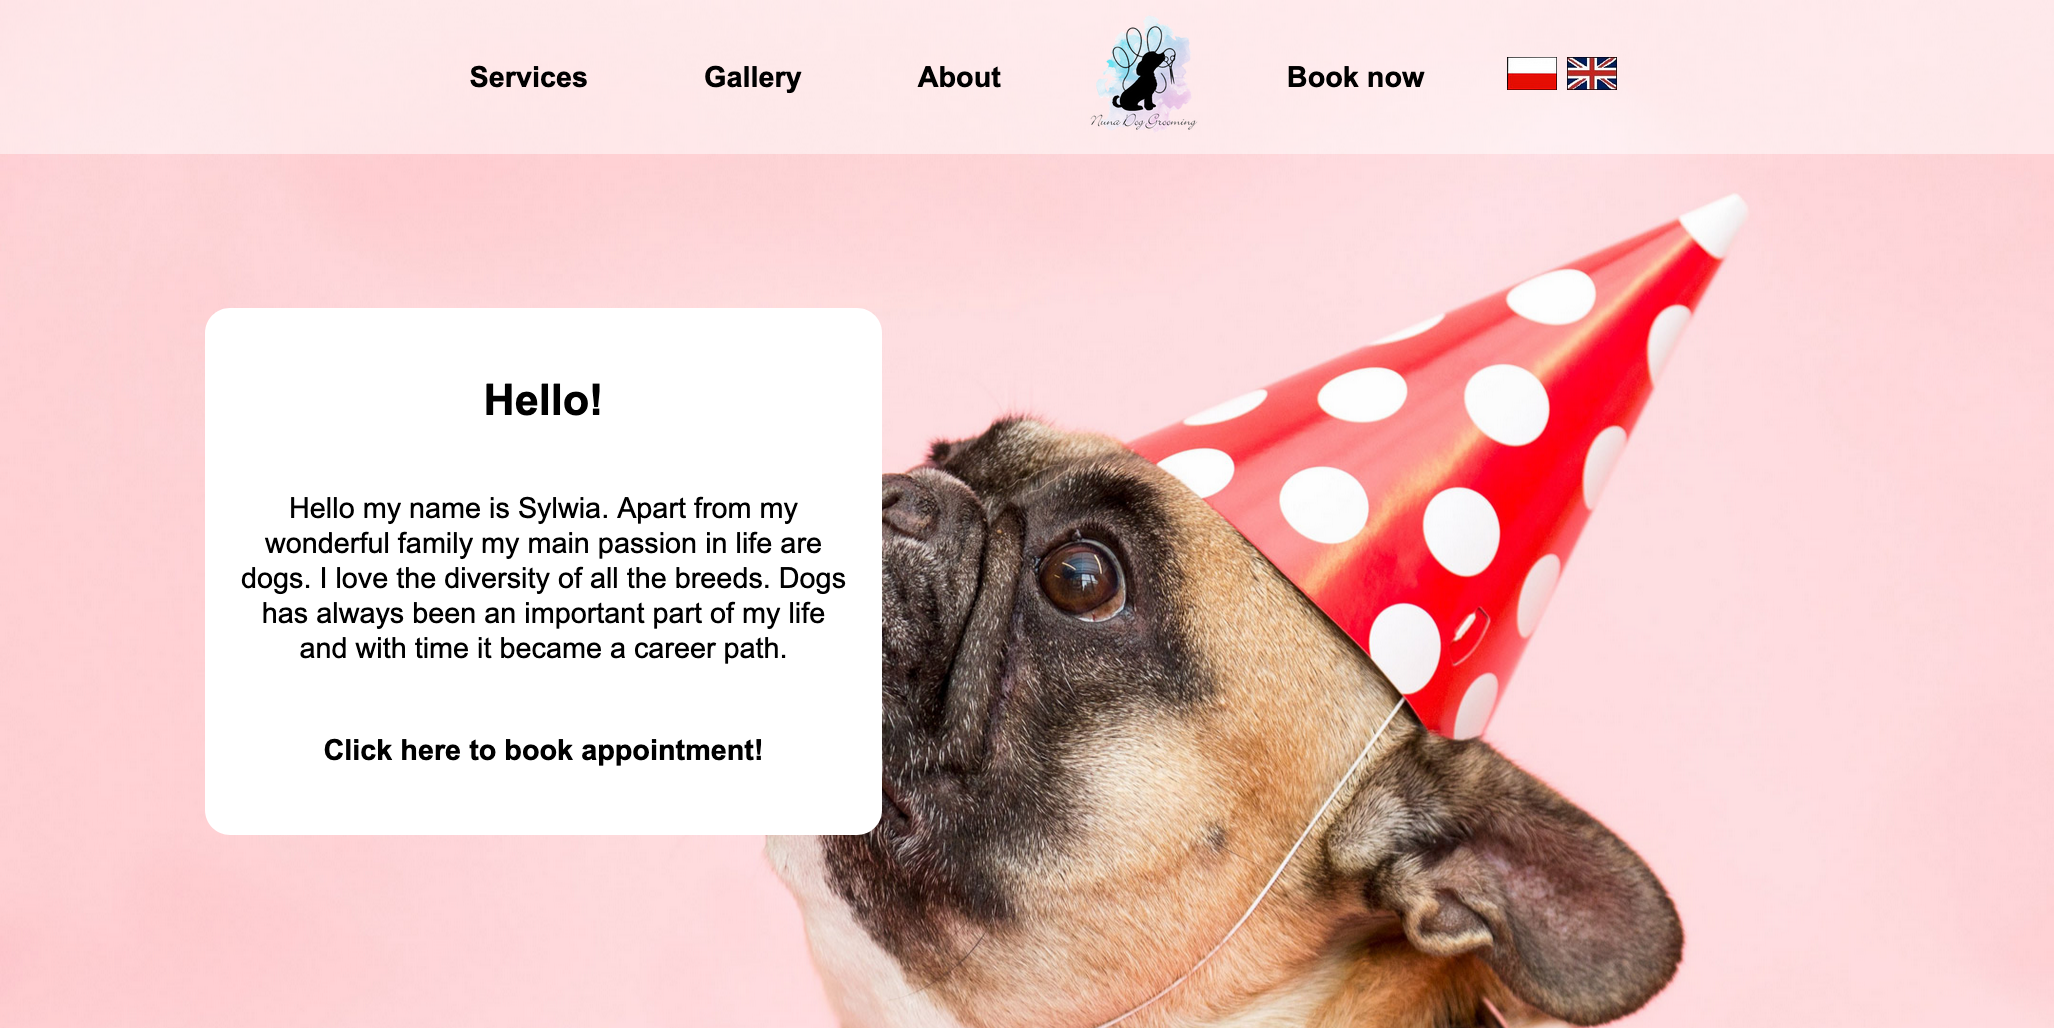 Services
Gallery
About
Nuna Dog Grooming
Book now
Hello!
Hello my name is Sylwia. Apart from my
wonderful family my main passion in life are
dogs. I love the diversity of all the breeds. Dogs
has always been an important part of my life
and with time it became a career path.
Click here to book appointment!